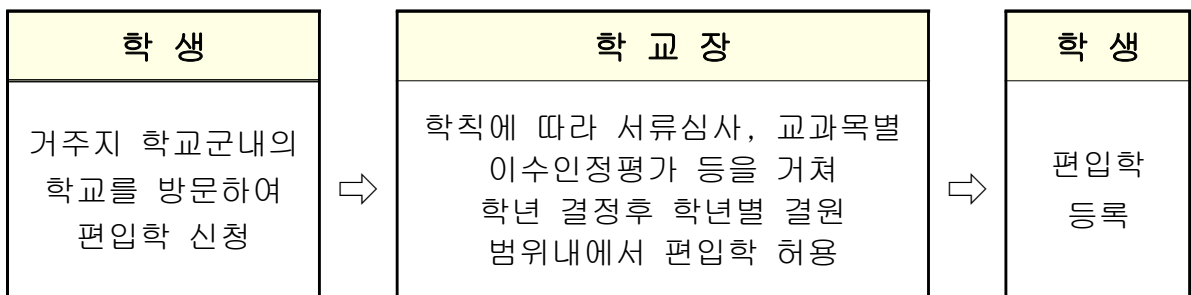 학 생
거주지 학교군내의
학교를 방문하여
편입학 신청
⇨
학 교 장
학칙에 따라 서류심사, 교과목별
이수인정평가 등을 거쳐
학년 결정후 학년별 결원
범위내에서 편입학 허용
⇨
학 생
편입학
등록